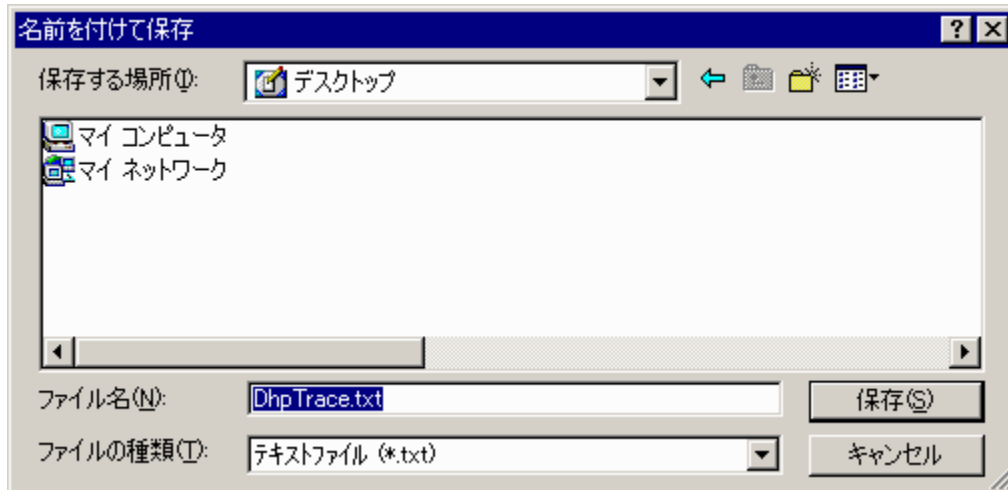 名前を付けて保存
保存する場所(I): デスクトップ
マイ コンピュータ
マイ ネットワーク
ファイル名(N): DhpTrace.txt 保存(S)
ファイルの種類(T): テキストファイル (*.txt) キャンセル